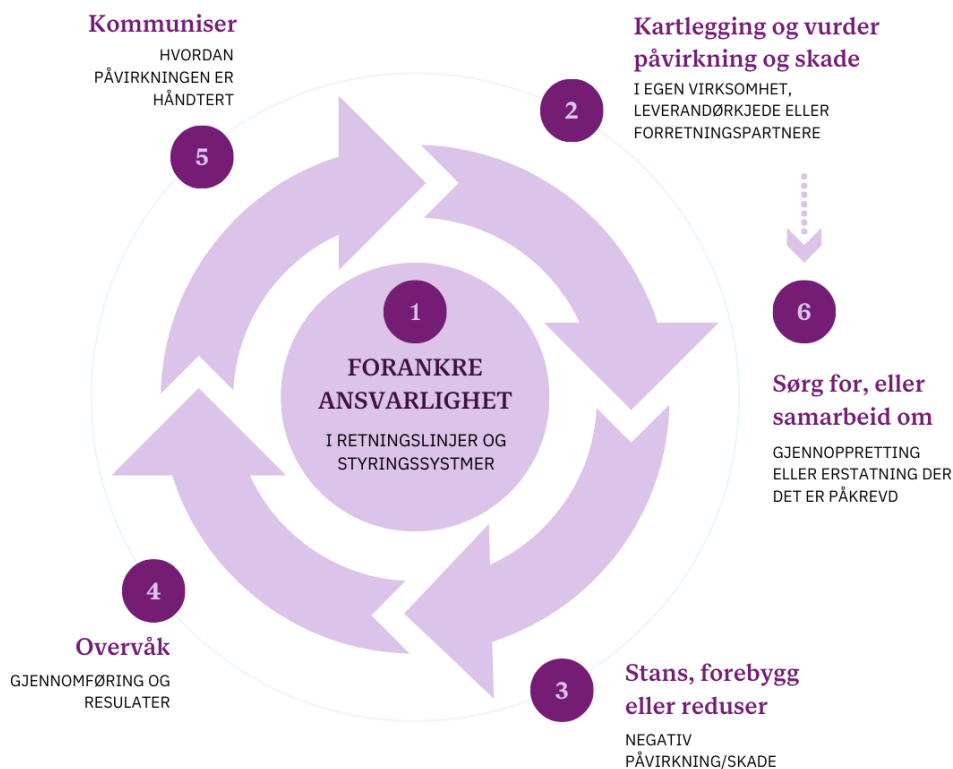 1
FORANKRE
ANSVARLIGHET
I RETNINGSLINJER OG
STYRINGSSYSTMER
2
Kartlegging og vurder
påvirkning og skade
I EGEN VIRKSOMHET,
LEVERANDØRKJEDE ELLER
FORRETNINGSPARTNERE
3
Stans, forebygg
eller reduser
NEGATIV
PÅVIRKNING/SKADE
4
Overvåk
GJENNOMFØRING OG
RESULATER
5
Kommuniser
HVORDAN
PÅVIRKNINGEN ER
HÅNDTERT
6
Sørg for, eller
samarbeid om
GJENNOPPRETTING
ELLER ERSTATNING DER
DET ER PÅKREVD